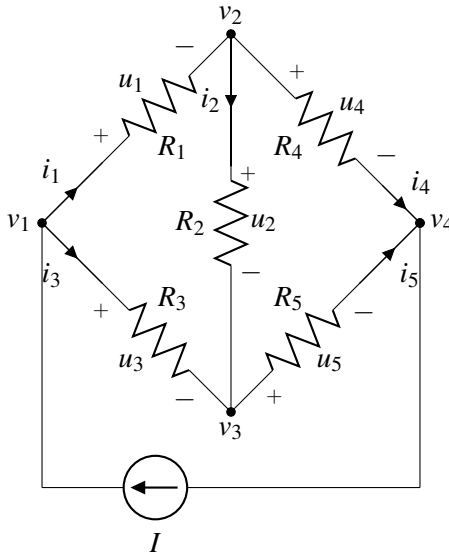 v₂
− +
u₁ i₂ u₄
+ R₁ R₄ −
i₁ + i₄
v₁ R₂ u₂ v₄
i₃ − i₅
+ R₃ R₅ −
u₃ u₅
− +
v₃
I